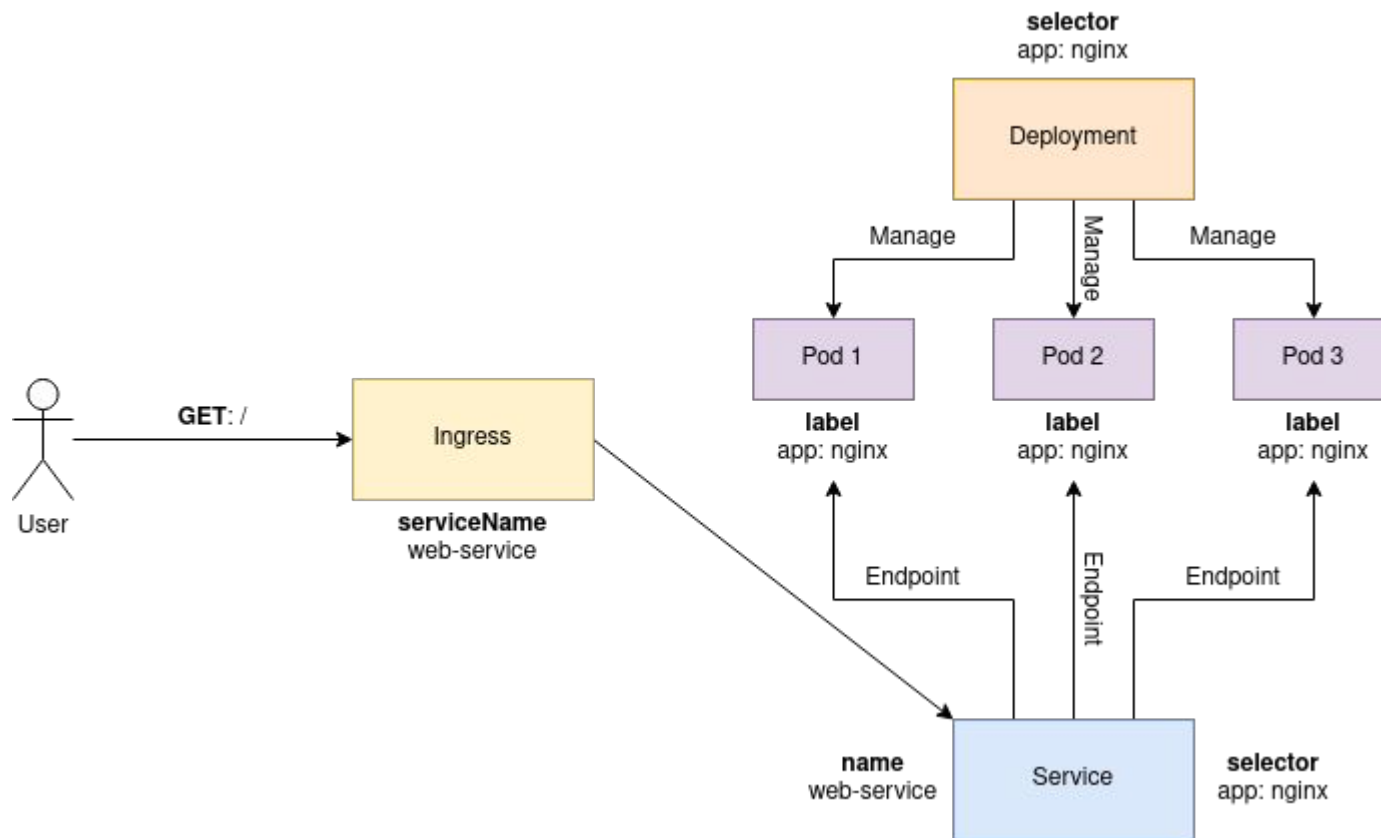 selector
app: nginx
Deployment
Manage
Manage
Manage
Pod 1
Pod 2
Pod 3
label
app: nginx
label
app: nginx
label
app: nginx
GET: /
Ingress
User
serviceName
web-service
Endpoint
Endpoint
Endpoint
name
web-service
Service
selector
app: nginx